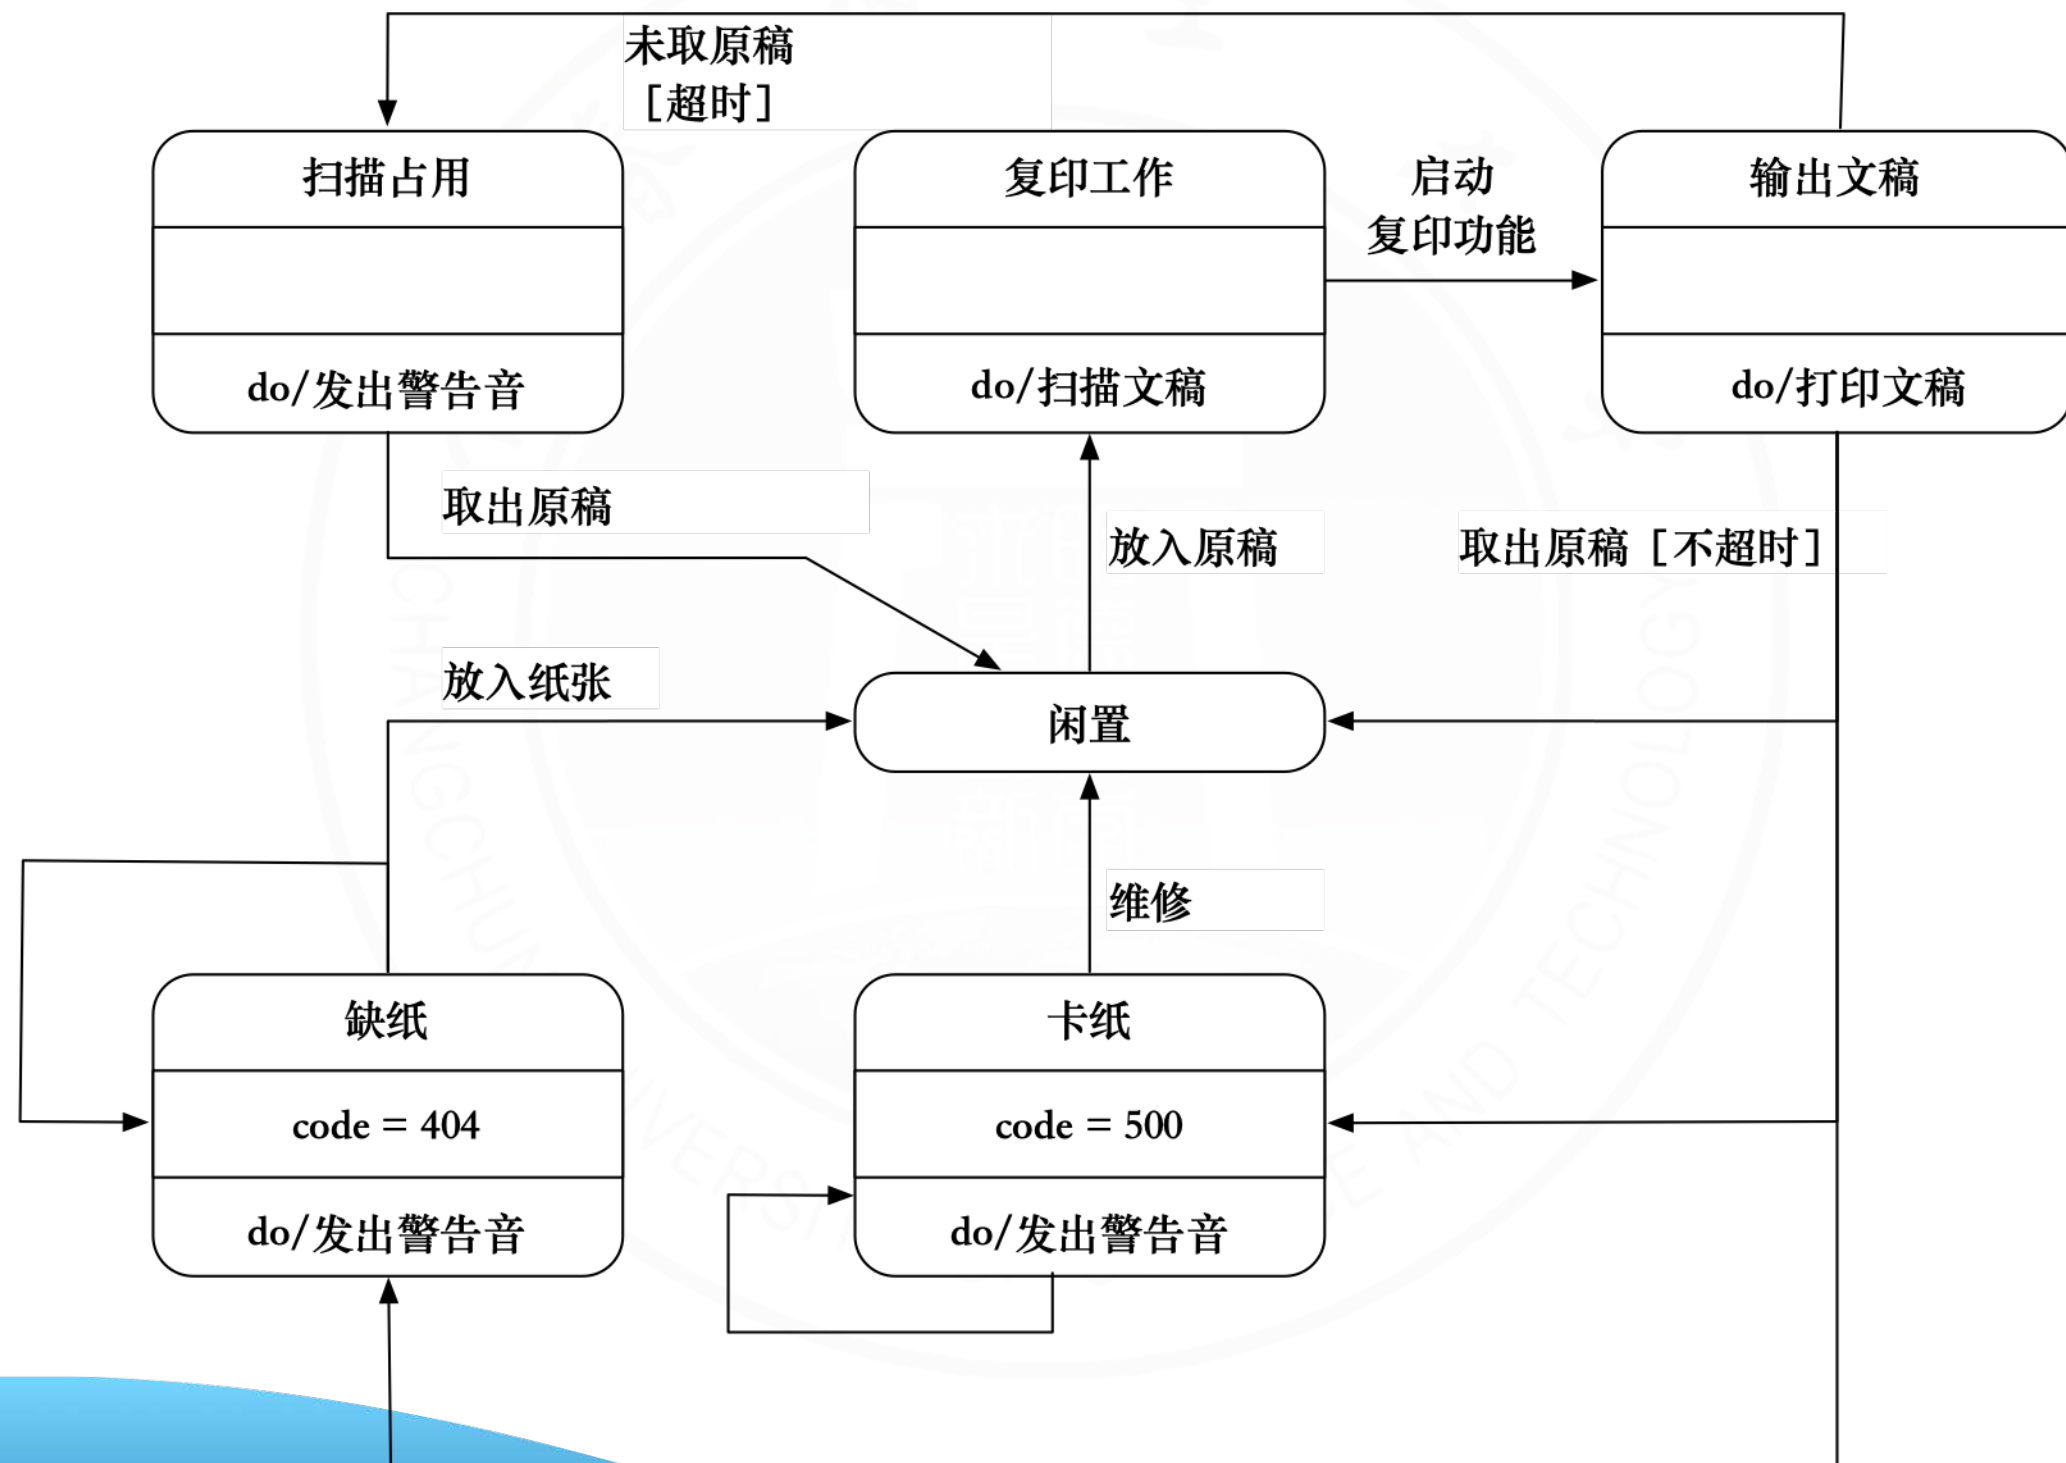 未取原稿
［超时］
扫描占用
复印工作
启动
复印功能
输出文稿
do/发出警告音
do/扫描文稿
do/打印文稿
取出原稿
放入原稿
取出原稿［不超时］
放入纸张
闲置
维修
缺纸
卡纸
code = 404
code = 500
do/发出警告音
do/发出警告音
AND TECHNOLOGY